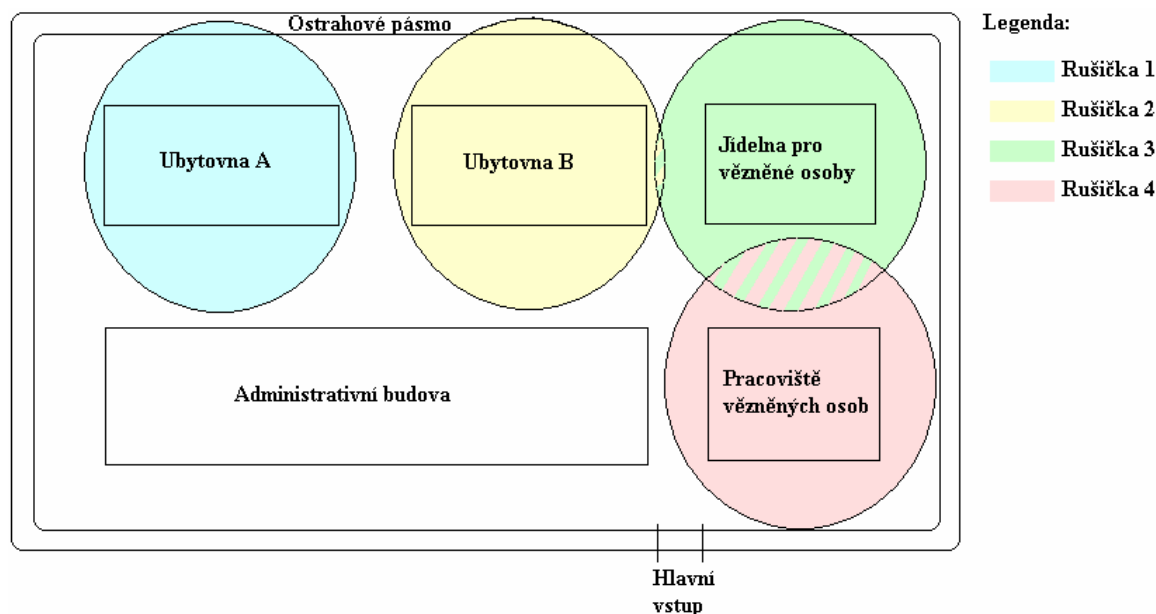 Ostrahové pásmo
Legenda:
Rušička 1
Rušička 2
Rušička 3
Rušička 4
Ubytovna A
Ubytovna B
Jídelna pro
vězněné osoby
Administrativní budova
Pracoviště
vězněných osob
Hlavní
vstup